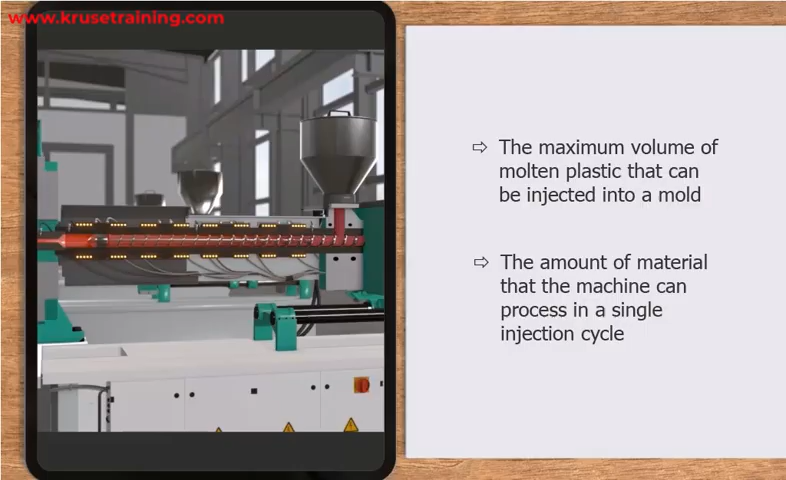 www.krusetraining.com
⇨ The maximum volume of
molten plastic that can
be injected into a mold
⇨ The amount of material
that the machine can
process in a single
injection cycle